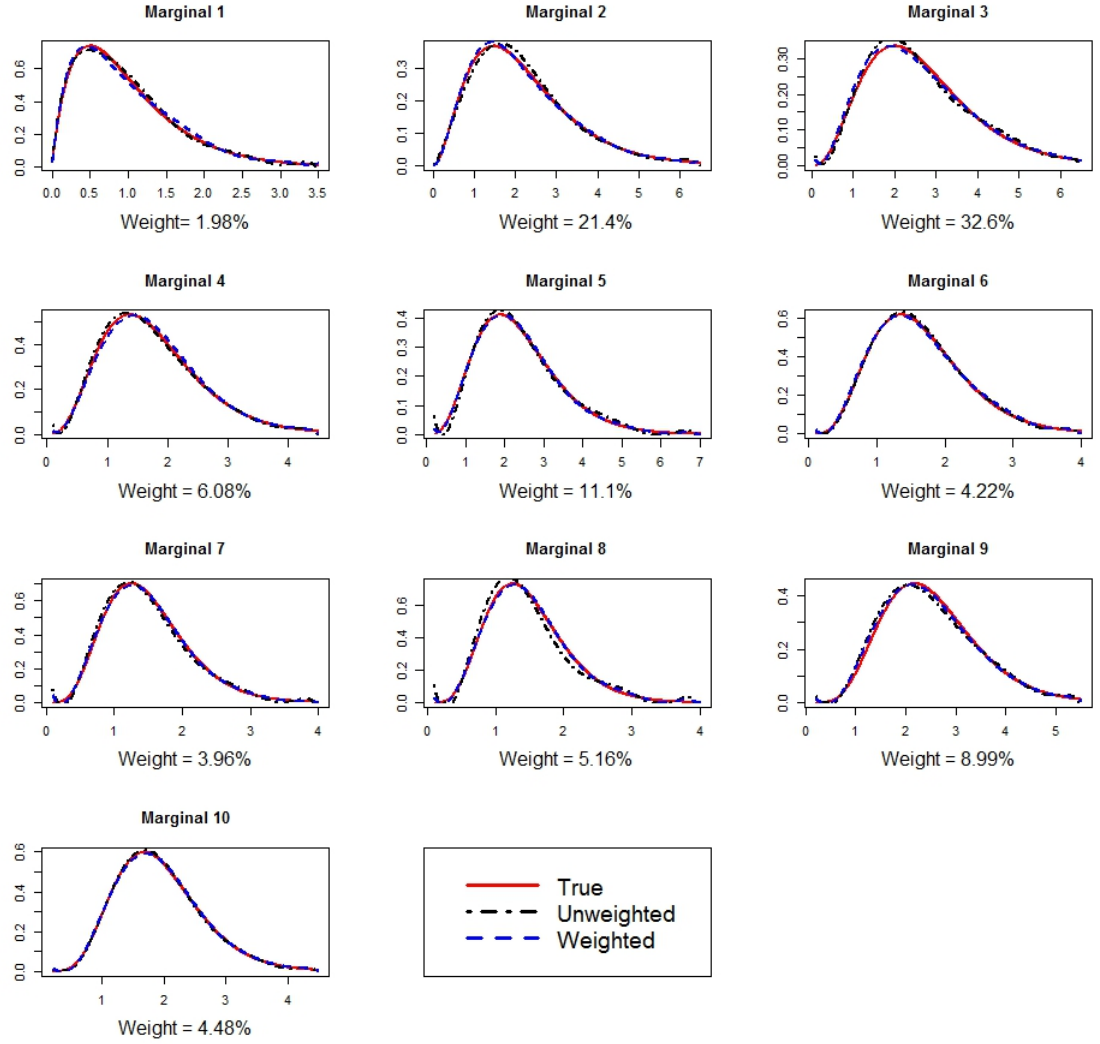 Marginal 1
Marginal 2
Marginal 3
0.0 0.2 0.4 0.6
0.0 0.5 1.0 1.5 2.0 2.5 3.0 3.5
0.0 0.1 0.2 0.3
0 1 2 3 4 5 6
0.00 0.10 0.20 0.30
0 1 2 3 4 5 6
Weight= 1.98%
Weight = 21.4%
Weight = 32.6%
Marginal 4
Marginal 5
Marginal 6
0.0 0.2 0.4
0 1 2 3 4
0.0 0.1 0.2 0.3 0.4
0 1 2 3 4 5 6 7
0.0 0.2 0.4 0.6
0 1 2 3 4
Weight = 6.08%
Weight = 11.1%
Weight = 4.22%
Marginal 7
Marginal 8
Marginal 9
0.0 0.2 0.4 0.6
0 1 2 3 4
0.0 0.2 0.4 0.6
0 1 2 3 4
0.0 0.2 0.4
0 1 2 3 4 5
Weight = 3.96%
Weight = 5.16%
Weight = 8.99%
Marginal 10
0.0 0.2 0.4 0.6
1 2 3 4
Weight = 4.48%
True
Unweighted
Weighted